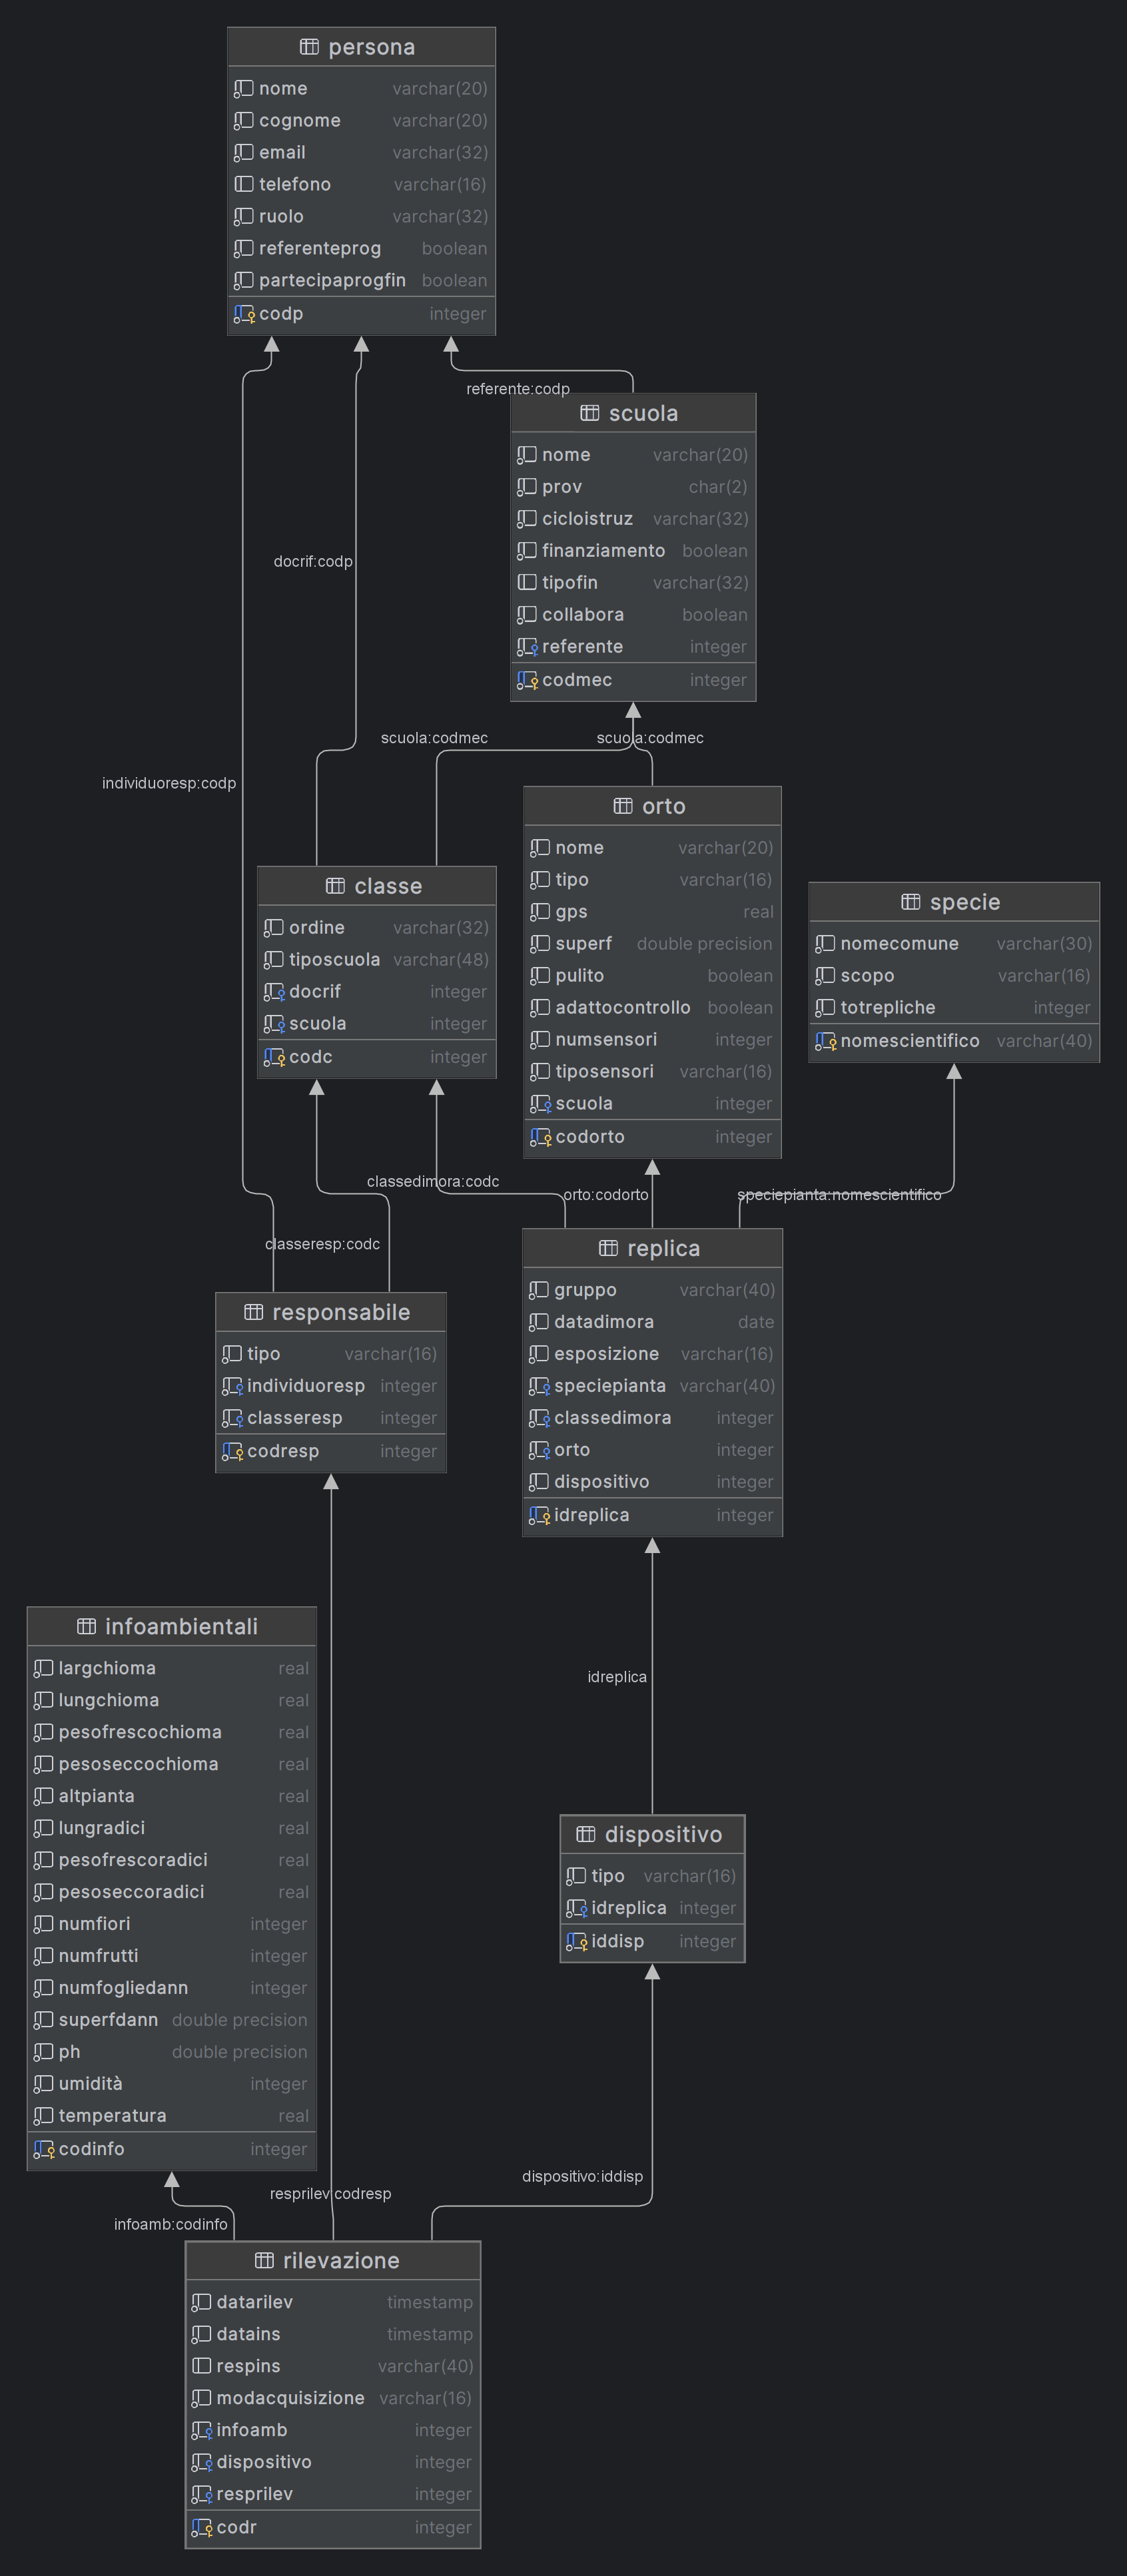 persona
nome varchar(20)
cognome varchar(20)
email varchar(32)
telefono varchar(16)
ruolo varchar(32)
referenteprog boolean
partecipaprogfin boolean
codp integer
referente:codp
scuola
nome varchar(20)
prov char(2)
cicloistruz varchar(32)
finanziamento boolean
tipofin varchar(32)
collabora boolean
referente integer
codmec integer
docrif:codp
scuola:codmec
scuola:codmec
individuoresp:codp
orto
nome varchar(20)
tipo varchar(16)
gps real
superf double precision
pulito boolean
adattocontrollo boolean
numsensori integer
tiposensori varchar(16)
scuola integer
codorto integer
classe
ordine varchar(32)
tiposcuola varchar(48)
docrif integer
scuola integer
codc integer
specie
nomecomune varchar(30)
scopo varchar(16)
totrepliche integer
nomescientifico varchar(40)
classedimora:codc
orto:codorto
speciepianta:nomescientifico
classeresp:codc
replica
gruppo varchar(40)
datadimora date
esposizione varchar(16)
speciepianta varchar(40)
classedimora integer
orto integer
dispositivo integer
idreplica integer
responsabile
tipo varchar(16)
individuoresp integer
classeresp integer
codresp integer
idreplica
infoambientali
largchioma real
lungchioma real
pesofrescochioma real
pesoseccochioma real
altpianta real
lungradici real
pesofrescoradici real
pesoseccoradici real
numfiori integer
numfrutti integer
numfogliedann integer
superfdann double precision
ph double precision
umidità integer
temperatura real
codinfo integer
dispositivo
tipo varchar(16)
idreplica integer
iddisp integer
dispositivo:iddisp
resprilev:codresp
infoamb:codinfo
rilevazione
datarilev timestamp
datains timestamp
respins varchar(40)
modacquisizione varchar(16)
infoamb integer
dispositivo integer
resprilev integer
codr integer